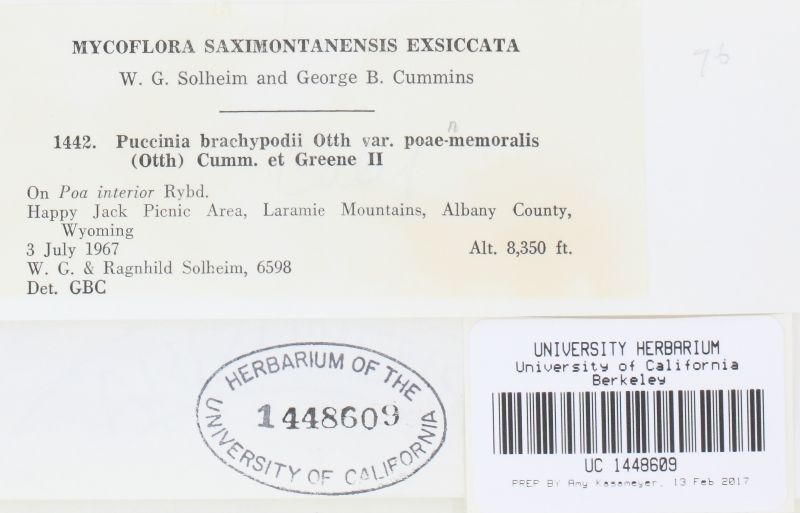 MYCOFLORA SAXIMONTANENSIS EXSICCATA
W. G. Solheim and George B. Cummins
76
n
1442. Puccinia brachypodii Otth var. poae-memoralis
(Otth) Cumm. et Greene II
On Poa interior Rybd.
Happy Jack Picnic Area, Laramie Mountains, Albany County,
Wyoming
3 July 1967 Alt. 8,350 ft.
W. G. & Ragnhild Solheim, 6598
Det. GBC
HERBARIUM OF THE
1448609
UNIVERSITY OF CALIFORNIA
UNIVERSITY HERBARIUM
University of California
Berkeley
UC 1448609
PREP BY Amy Kasameyer, 13 Feb 2017